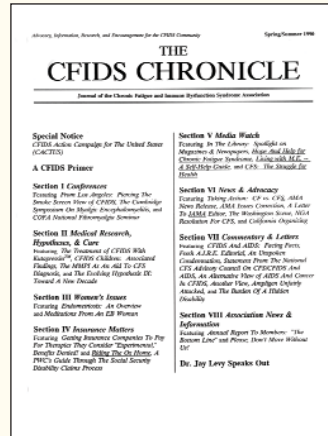 Advocacy, Information, Research, and Encouragement for the CFIDS Community
Spring/Summer 1990
THE
CFIDS CHRONICLE
Journal of the Chronic Fatigue and Immune Dysfunction Syndrome Association
Special Notice
CFIDS Action Campaign for The United States
(CACTUS)
A CFIDS Primer
Section I Conferences
Featuring From Los Angeles: Piercing The
Smoke Screen View of CFIDS, The Cambridge
Symposium On Myalgic Encephalomyelitis, and
COFA National Fibromyalgia Seminar
Section II Medical Research,
Hypotheses, & Cure
Featuring The Treatment of CFIDS With
Kutapressin™, CFIDS Children: Associated
Findings, The MMPI As An Aid To CFS
Diagnosis, and The Evolving Hypothesis III:
Toward A New Decade
Section III Women's Issues
Featuring Endometriosis: An Overview
and Meditations From An EB Woman
Section IV Insurance Matters
Featuring Getting Insurance Companies To Pay
For Therapies They Consider "Experimental,"
Benefits Denied! and Riding The Ox Home, A
PWC's Guide Through The Social Security
Disability Claims Process
Section V Media Watch
Featuring In The Library: Spotlight on
Magazines & Newspapers, Hope And Help for
Chronic Fatigue Syndrome, Living with M.E. –
A Self-Help Guide, and CFS: The Struggle for
Health
Section VI News & Advocacy
Featuring Taking Action: CF vs. CFS, AMA
News Release, AMA Issues Correction, A Letter
To JAMA Editor, The Washington Scene, NGA
Resolution For CFS, and California Organizing
Section VII Commentary & Letters
Featuring CFIDS And AIDS: Facing Facts,
Frank A.I.R.E. Editorial, An Unspoken
Condemnation, Statement From The National
CFS Advisory Council On CFS/CFIDS And
AIDS, An Alternative View of AIDS And Cancer
In CFIDS, Another View, Ampligen Unfairly
Attacked, and The Burden Of A Hidden
Disability
Section VIII Association News &
Information
Featuring Annual Report To Members: "The
Bottom Line" and Please, Don't Move Without
Us!
Dr. Jay Levy Speaks Out